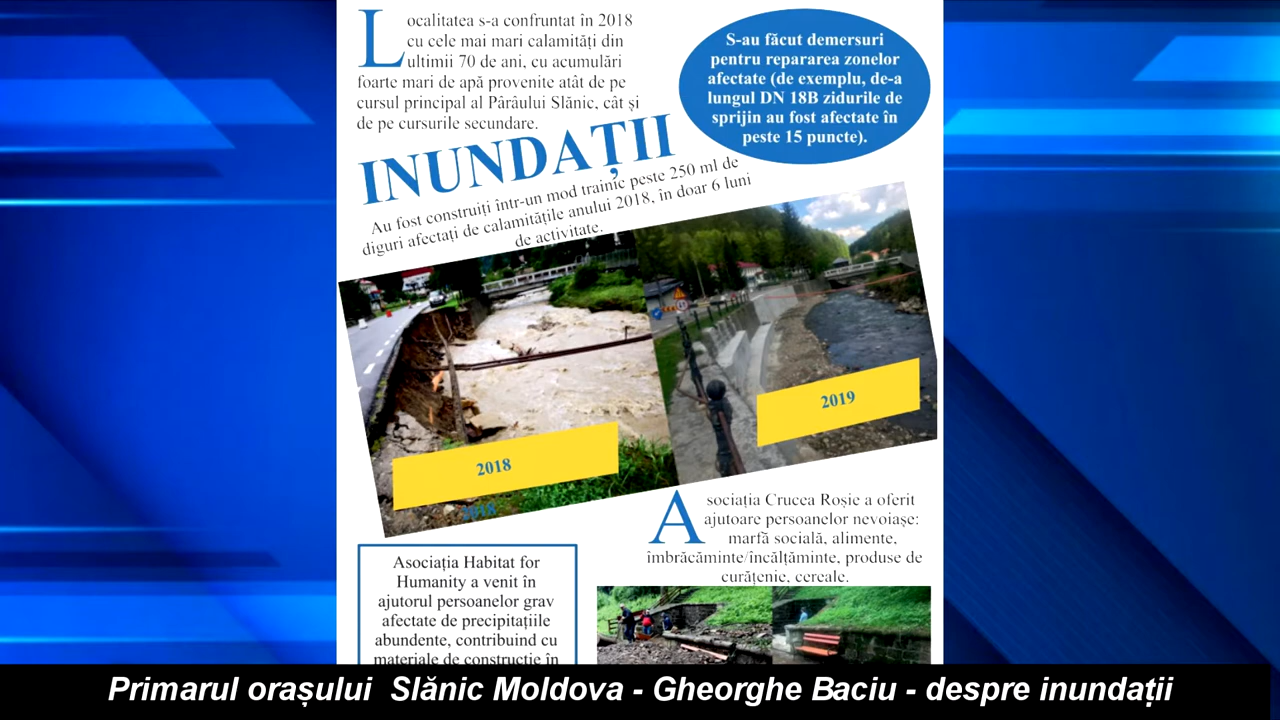 Localitatea s-a confruntat în 2018
cu cele mai mari calamități din
ultimii 70 de ani, cu acumulări
foarte mari de apă provenite atât de pe
cursul principal al Pârâului Slănic, cât și
de pe cursurile secundare.
S-au făcut demersuri
pentru repararea zonelor
afectate (de exemplu, de-a
lungul DN 18B zidurile de
sprijin au fost afectate în
peste 15 puncte).
INUNDAȚII
Au fost construiți într-un mod trainic peste 250 ml de
diguri afectați de calamitățile anului 2018, în doar 6 luni
de activitate.
2018
2019
2018
Asociația Crucea Roșie a oferit
ajutoare persoanelor nevoiașe:
marfă socială, alimente,
îmbrăcăminte/încălțăminte, produse de
curățenie, cereale.
Asociația Habitat for
Humanity a venit în
ajutorul persoanelor grav
afectate de precipitațiile
abundente, contribuind cu
materiale de construcție în
Primarul orașului Slănic Moldova - Gheorghe Baciu - despre inundații